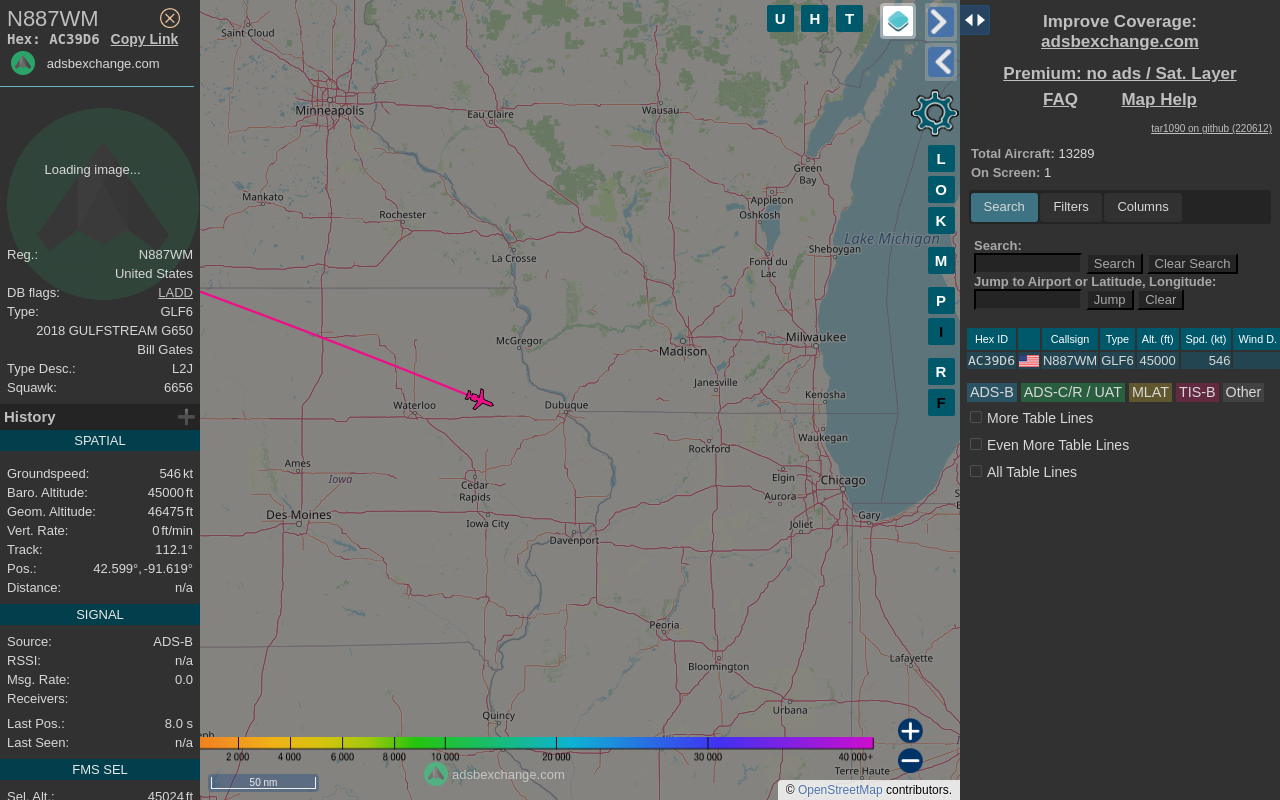 N887WM
Hex: AC39D6 Copy Link
adsbexchange.com
Loading image...
Reg.: N887WM
United States
DB flags: LADD
Type: GLF6
2018 GULFSTREAM G650
Bill Gates
Type Desc.: L2J
Squawk: 6656
History
SPATIAL
Groundspeed: 546 kt
Baro. Altitude: 45000 ft
Geom. Altitude: 46475 ft
Vert. Rate: 0 ft/min
Track: 112.1°
Pos.: 42.599°, -91.619°
Distance: n/a
SIGNAL
Source: ADS-B
RSSI: n/a
Msg. Rate: 0.0
Receivers:
Last Pos.: 8.0 s
Last Seen: n/a
FMS SEL
Sel. Alt.: 45024 ft
U H T
L
O
K
M
P
I
R
F
Saint Cloud
Minneapolis
Eau Claire
Wausau
Green
Bay
Mankato
Rochester
Appleton
Oshkosh
Lake Michigan
Sheboygan
La Crosse
Fond du
Lac
McGregor
Madison
Milwaukee
Janesville
Kenosha
Waterloo
Dubuque
Waukegan
Rockford
Ames
Iowa
Cedar
Rapids
Elgin
Chicago
Aurora
Des Moines
Iowa City
Joliet
Gary
Davenport
Peoria
Lafayette
Bloomington
Quincy
Urbana
Terre Haute
2 000 4 000 6 000 8 000 10 000 20 000 30 000 40 000+
50 nm
adsbexchange.com
© OpenStreetMap contributors.
Improve Coverage:
adsbexchange.com
Premium: no ads / Sat. Layer
FAQ Map Help
tar1090 on github (220612)
Total Aircraft: 13289
On Screen: 1
Search Filters Columns
Search:
Search Clear Search
Jump to Airport or Latitude, Longitude:
Jump Clear
Hex ID Callsign Type Alt. (ft) Spd. (kt) Wind D.
AC39D6 N887WM GLF6 45000 546
ADS-B ADS-C/R / UAT MLAT TIS-B Other
More Table Lines
Even More Table Lines
All Table Lines